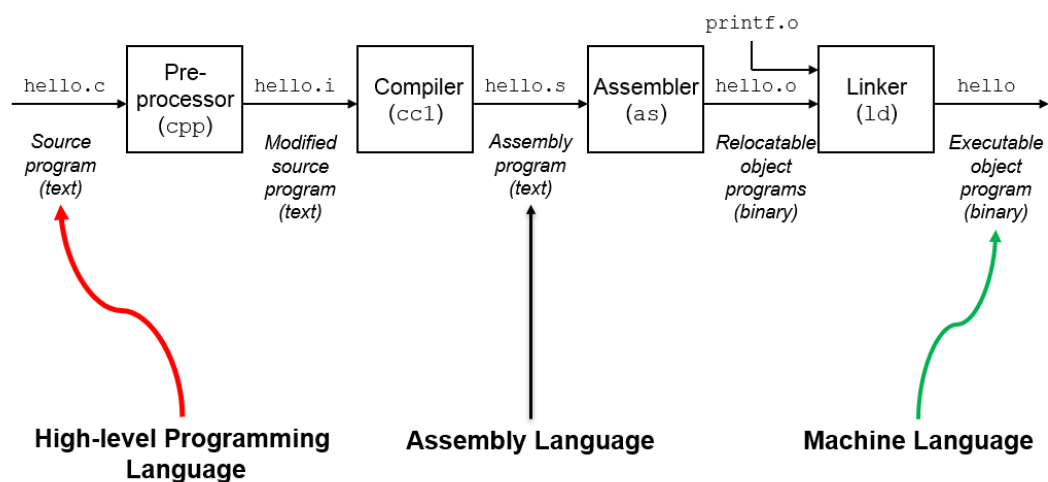 printf.o
hello.c
Pre-
processor
(cpp)
hello.i
Compiler
(cc1)
hello.s
Assembler
(as)
hello.o
Linker
(ld)
hello
Source
program
(text)
Modified
source
program
(text)
Assembly
program
(text)
Relocatable
object
programs
(binary)
Executable
object
program
(binary)
High-level Programming
Language
Assembly Language
Machine Language